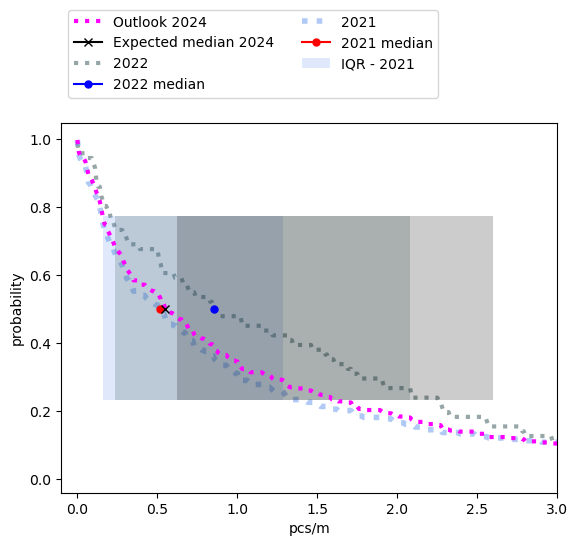 Outlook 2024
Expected median 2024
2022
2022 median
2021
2021 median
IQR - 2021
1.0
0.8
0.6
0.4
0.2
0.0
probability
0.0 0.5 1.0 1.5 2.0 2.5 3.0
pcs/m